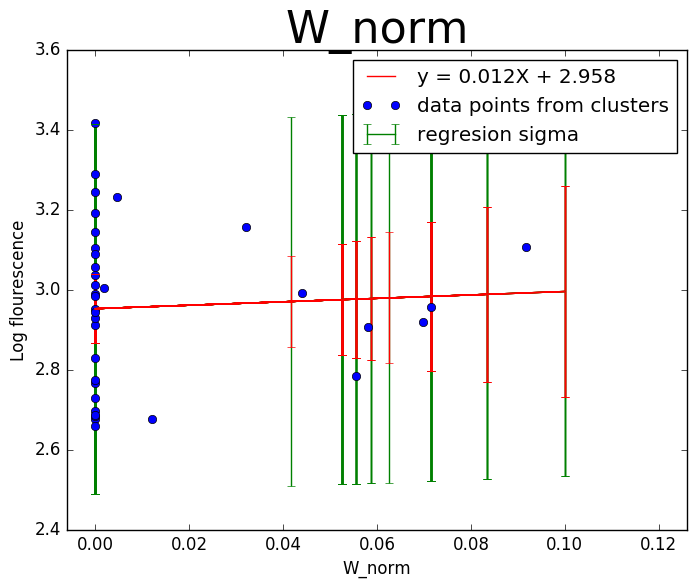 W_norm
y = 0.012X + 2.958
data points from clusters
regresion sigma
Log flourescence
3.6
3.4
3.2
3.0
2.8
2.6
2.4
0.00 0.02 0.04 0.06 0.08 0.10 0.12
W_norm